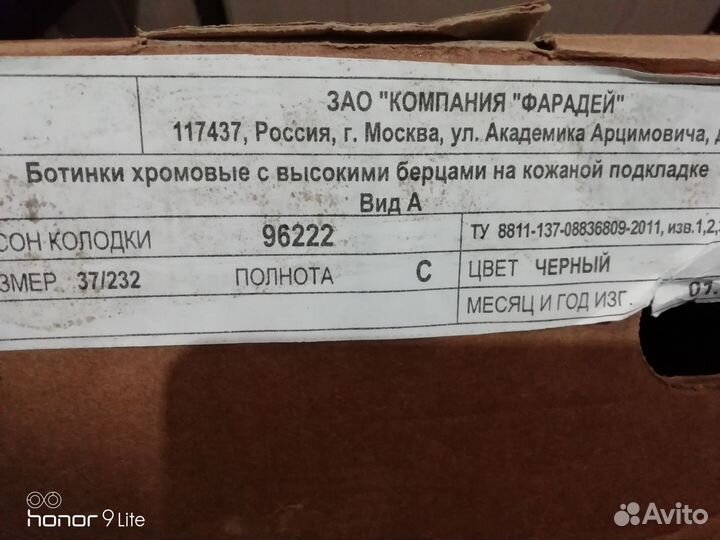 ЗАО "КОМПАНИЯ "ФАРАДЕЙ"
117437, Россия, г. Москва, ул. Академика Арцимовича,
Ботинки хромовые с высокими берцами на кожаной подкладке
Вид А
СОН КОЛОДКИ 96222 ТУ 8811-137-08836809-2011, изв.1,2,
ЗМЕР 37/232 ПОЛНОТА С ЦВЕТ ЧЕРНЫЙ
МЕСЯЦ И ГОД ИЗГ.
honor 9 Lite
Avito